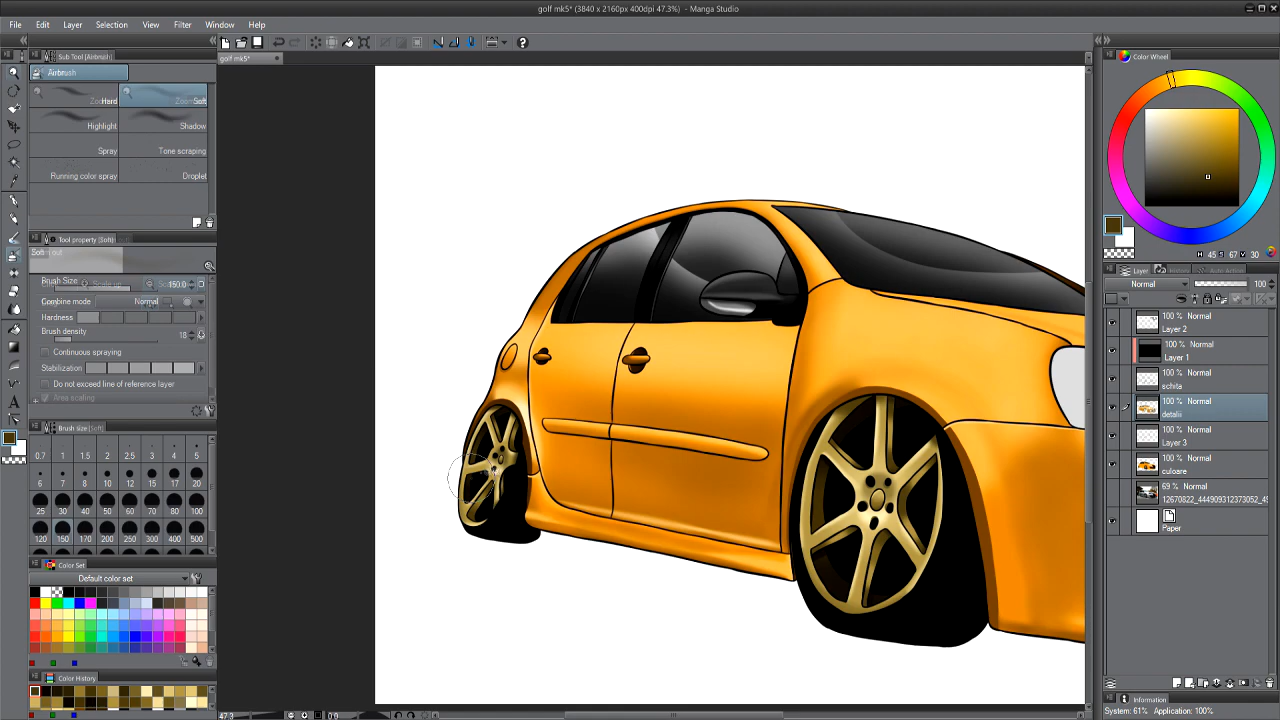 golf mk5* (3840 x 2160px 400dpi 47.3%) - Manga Studio
File Edit Layer Selection View Filter Window Help
Sub Tool [Airbrush]
Airbrush
Hard Soft
Highlight Shadow
Spray Tone scraping
Running color spray Droplet
Tool property [Soft]
Soft
Brush Size 150.0
Combine mode Normal
Hardness
Brush density 18
Continuous spraying
Stabilization
Do not exceed line of reference layer
Area scaling
Brush size
0.7 1 1.5 2 2.5 3 4 5
6 7 8 10 12 15 17 20
25 30 40 50 60 70 80 100
120 150 170 200 250 300 400 500
Color Set
Default color set
Color History
golf mk5*
47.3
0.0
Color Wheel
H 45 S 67 V 30
Layer
Normal 100
100 % Normal
Layer 2
100 % Normal
Layer 1
100 % Normal
schita
100 % Normal
detalii
100 % Normal
Layer 3
100 % Normal
culoare
69 % Normal
12670822_444909312373052_49
Paper
Information
System: 61% Application: 100%